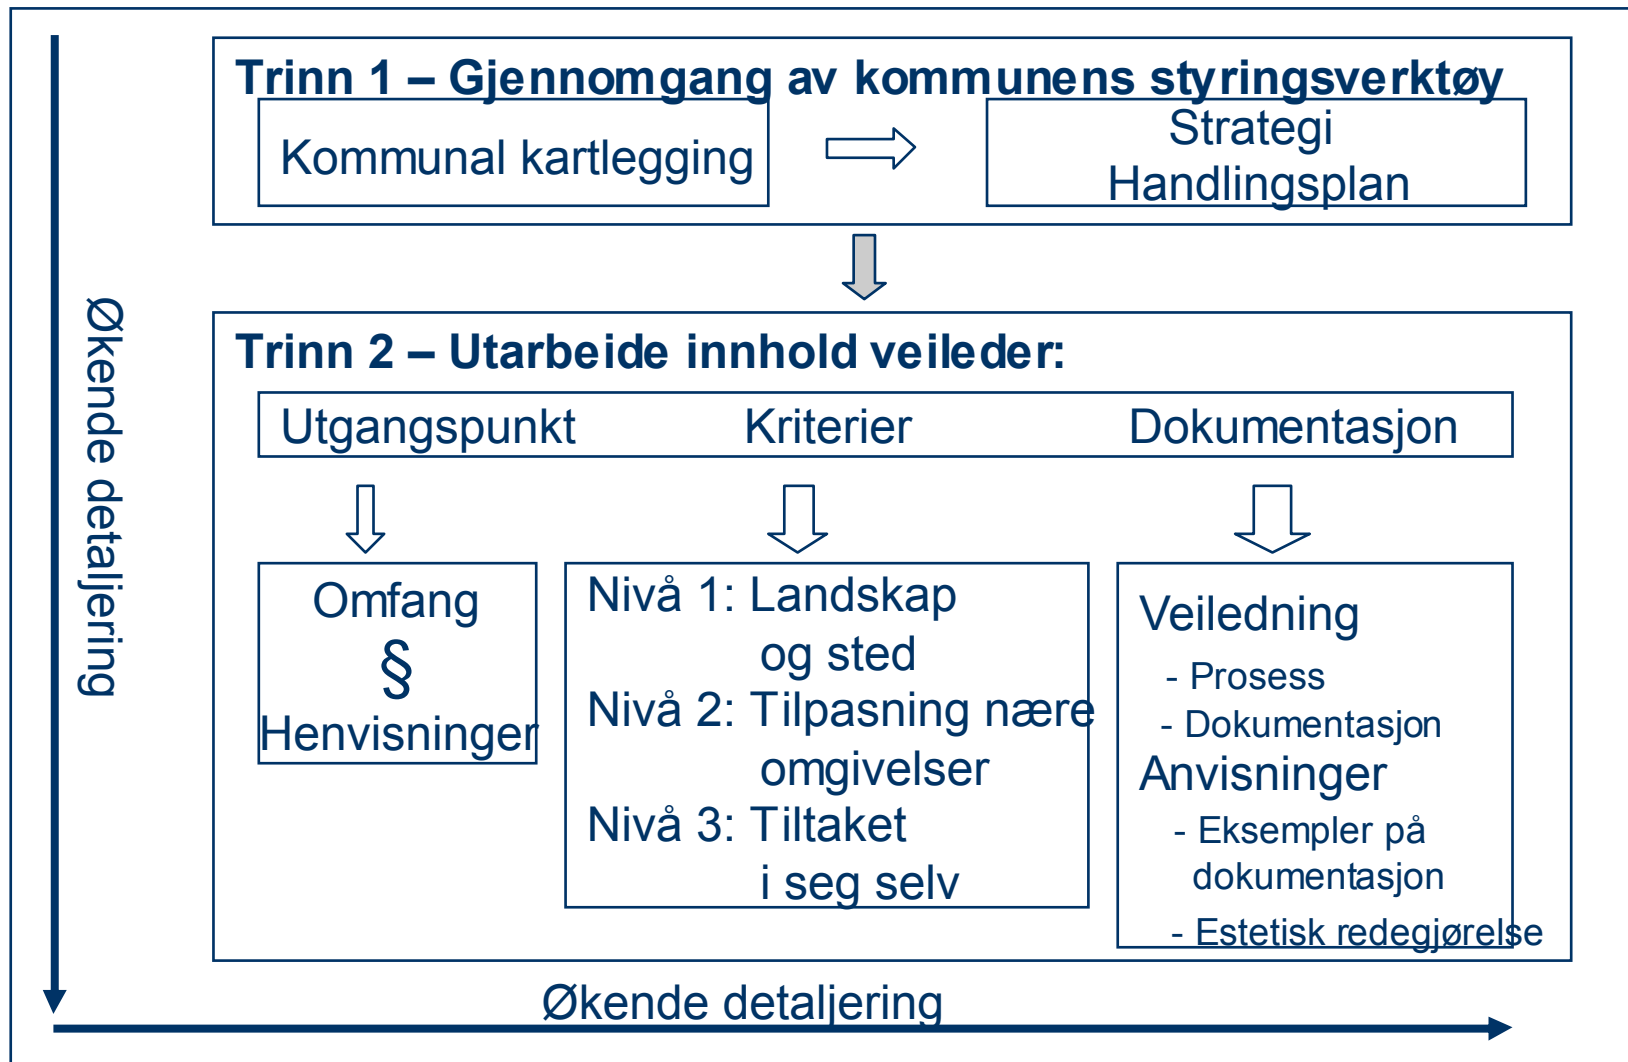 Trinn 1 – Gjennomgang av kommunens styringsverktøy
Kommunal kartlegging
Strategi
Handlingsplan
Økende detaljering
Trinn 2 – Utarbeide innhold veileder:
Utgangspunkt Kriterier Dokumentasjon
Omfang
§
Henvisninger
Nivå 1: Landskap
og sted
Nivå 2: Tilpasning nære
omgivelser
Nivå 3: Tiltaket
i seg selv
Veiledning
- Prosess
- Dokumentasjon
Anvisninger
- Eksempler på
dokumentasjon
- Estetisk redegjørelse
Økende detaljering